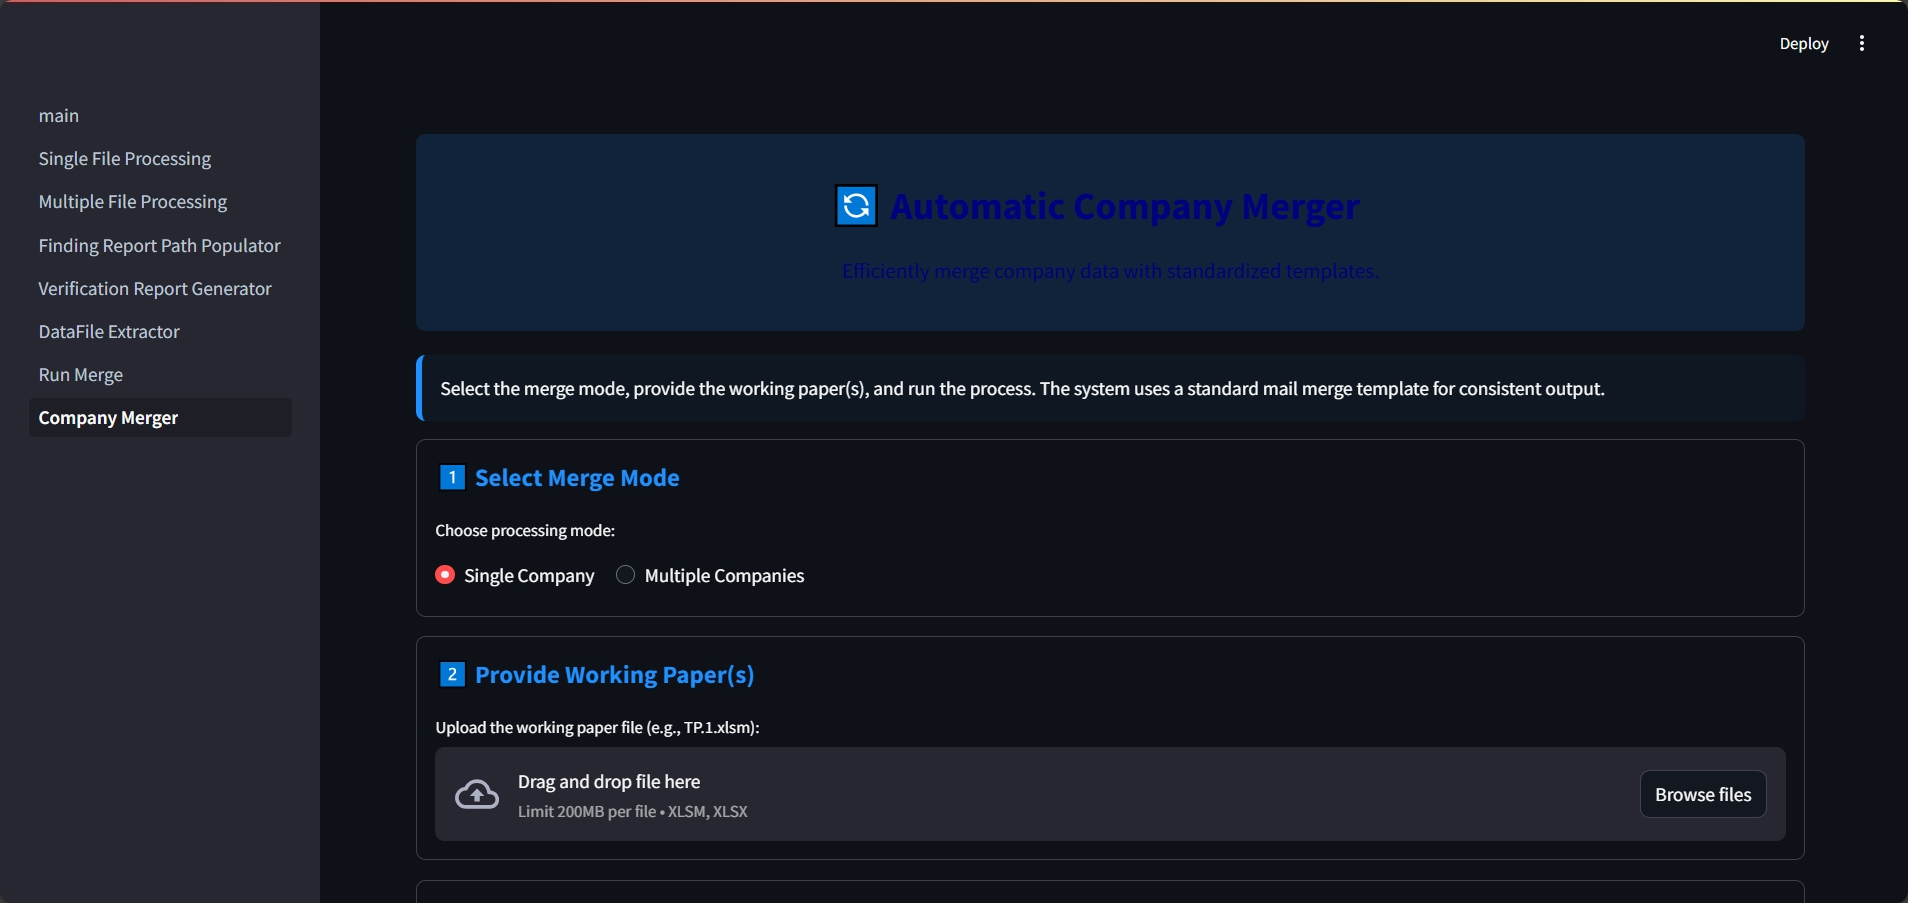 Deploy
main
Single File Processing
Multiple File Processing
Finding Report Path Populator
Verification Report Generator
DataFile Extractor
Run Merge
Company Merger
Automatic Company Merger
Efficiently merge company data with standardized templates.
Select the merge mode, provide the working paper(s), and run the process. The system uses a standard mail merge template for consistent output.
1 Select Merge Mode
Choose processing mode:
Single Company Multiple Companies
2 Provide Working Paper(s)
Upload the working paper file (e.g., TP.1.xlsm):
Drag and drop file here
Limit 200MB per file • XLSM, XLSX
Browse files